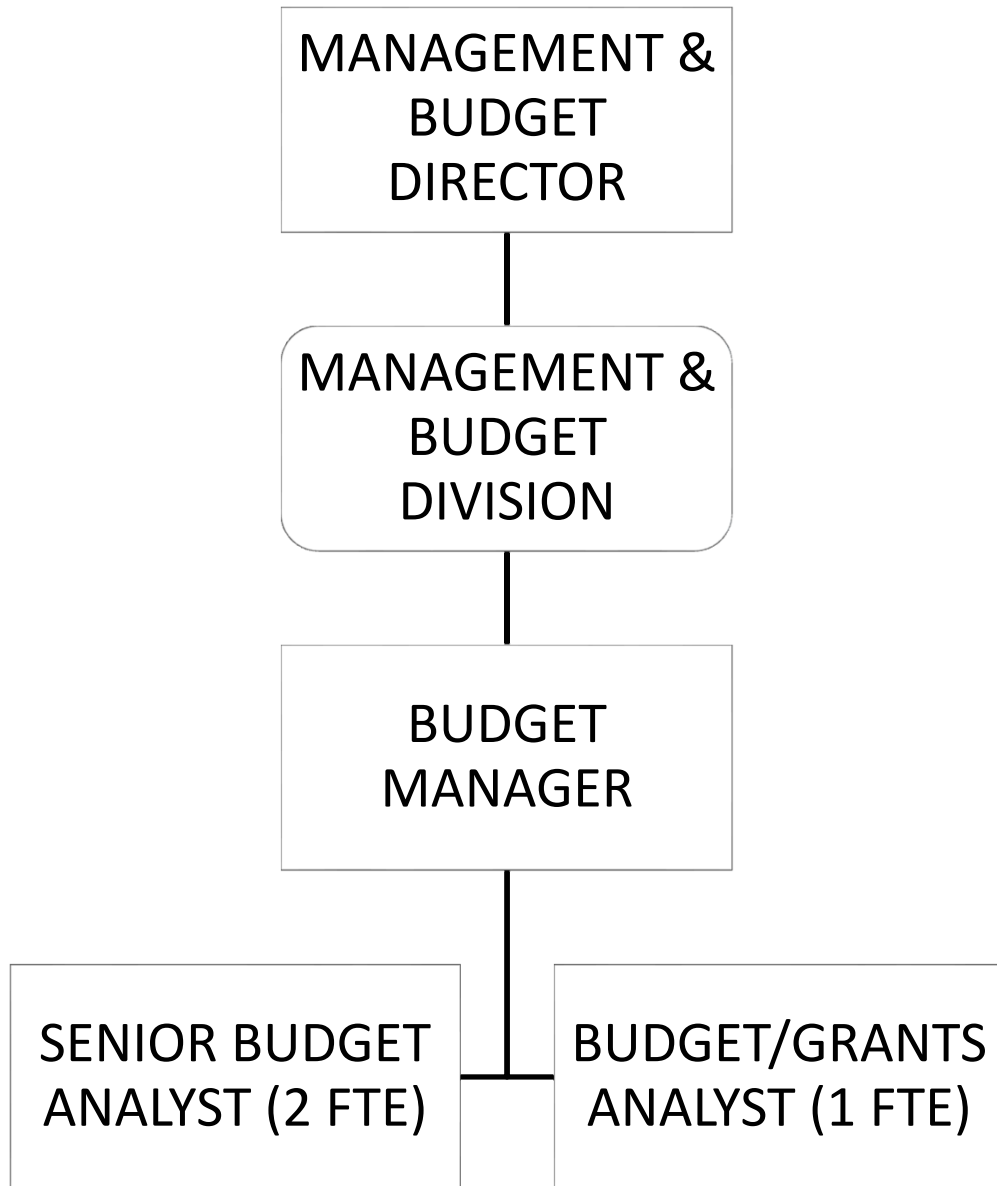 MANAGEMENT &
BUDGET
DIRECTOR
MANAGEMENT &
BUDGET
DIVISION
BUDGET
MANAGER
SENIOR BUDGET
ANALYST (2 FTE)
BUDGET/GRANTS
ANALYST (1 FTE)